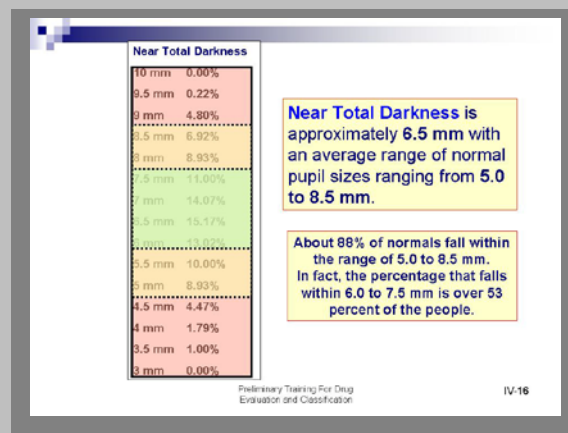 Near Total Darkness
10 mm 0.00%
9.5 mm 0.22%
9 mm 4.80%
8.5 mm 6.92%
8 mm 8.93%
7.5 mm 11.00%
7 mm 14.07%
6.5 mm 15.17%
6 mm 13.02%
5.5 mm 10.00%
5 mm 8.93%
4.5 mm 4.47%
4 mm 1.79%
3.5 mm 1.00%
3 mm 0.00%
Near Total Darkness is
approximately 6.5 mm with
an average range of normal
pupil sizes ranging from 5.0
to 8.5 mm.
About 88% of normals fall within
the range of 5.0 to 8.5 mm.
In fact, the percentage that falls
within 6.0 to 7.5 mm is over 53
percent of the people.
Preliminary Training For Drug
Evaluation and Classification
IV-16